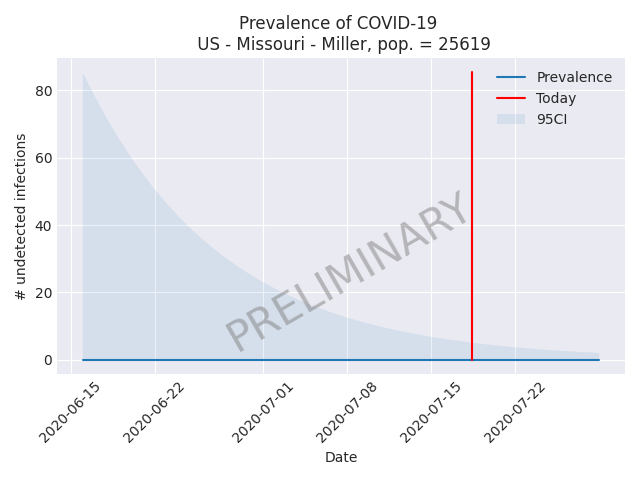 Prevalence of COVID-19
US - Missouri - Miller, pop. = 25619
Prevalence
Today
95CI
# undetected infections
80
60
40
20
0
PRELIMINARY
2020-06-15
2020-06-22
2020-07-01
2020-07-08
2020-07-15
2020-07-22
Date